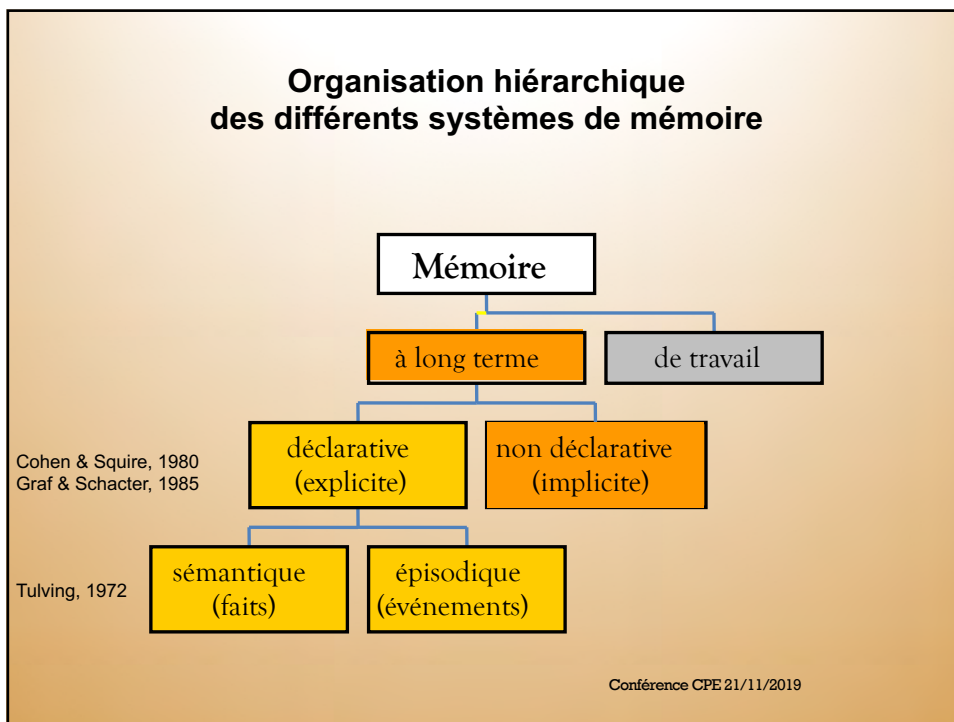 Organisation hiérarchique
des différents systèmes de mémoire
Mémoire
à long terme
de travail
Cohen & Squire, 1980
Graf & Schacter, 1985
déclarative
(explicite)
non déclarative
(implicite)
Tulving, 1972
sémantique
(faits)
épisodique
(événements)
Conférence CPE 21/11/2019